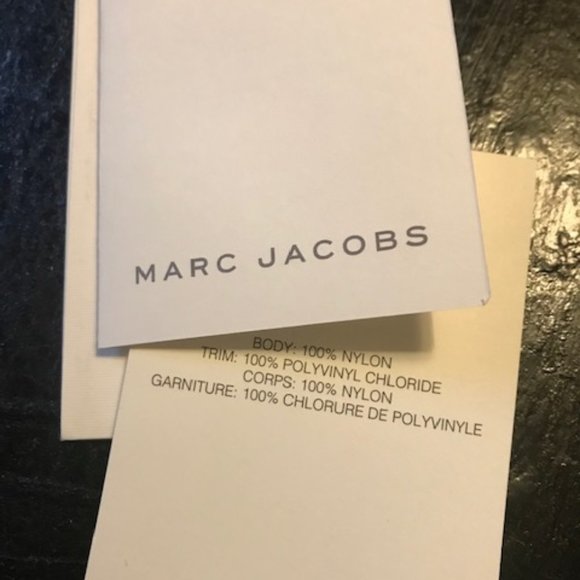 MARC JACOBS
BODY: 100% NYLON
TRIM: 100% POLYVINYL CHLORIDE
CORPS: 100% NYLON
GARNITURE: 100% CHLORURE DE POLYVINYLE